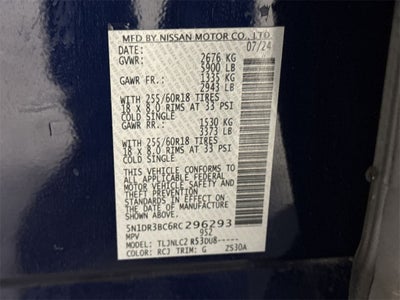 MFD BY NISSAN MOTOR CO., LTD.
DATE: 07/24
GVWR: 2676 KG
5900 LB
GAWR FR.: 1335 KG
2943 LB
WITH 255/60R18 TIRES
18 x 8.0 RIMS AT 33 PSI
COLD SINGLE
GAWR RR.: 1530 KG
3373 LB
WITH 255/60R18 TIRES
18 x 8.0 RIMS AT 33 PSI
COLD SINGLE
THIS VEHICLE CONFORMS TO
ALL APPLICABLE FEDERAL
MOTOR VEHICLE SAFETY AND
THEFT PREVENTION
STANDARDS IN EFFECT ON THE
DATE OF MANUFACTURE
SHOWN ABOVE.
5N1DR3BC6RC296293
MPV 952
TLJNLC2 R53DU8-----
COLOR: RCJ TRIM: G ZS30A